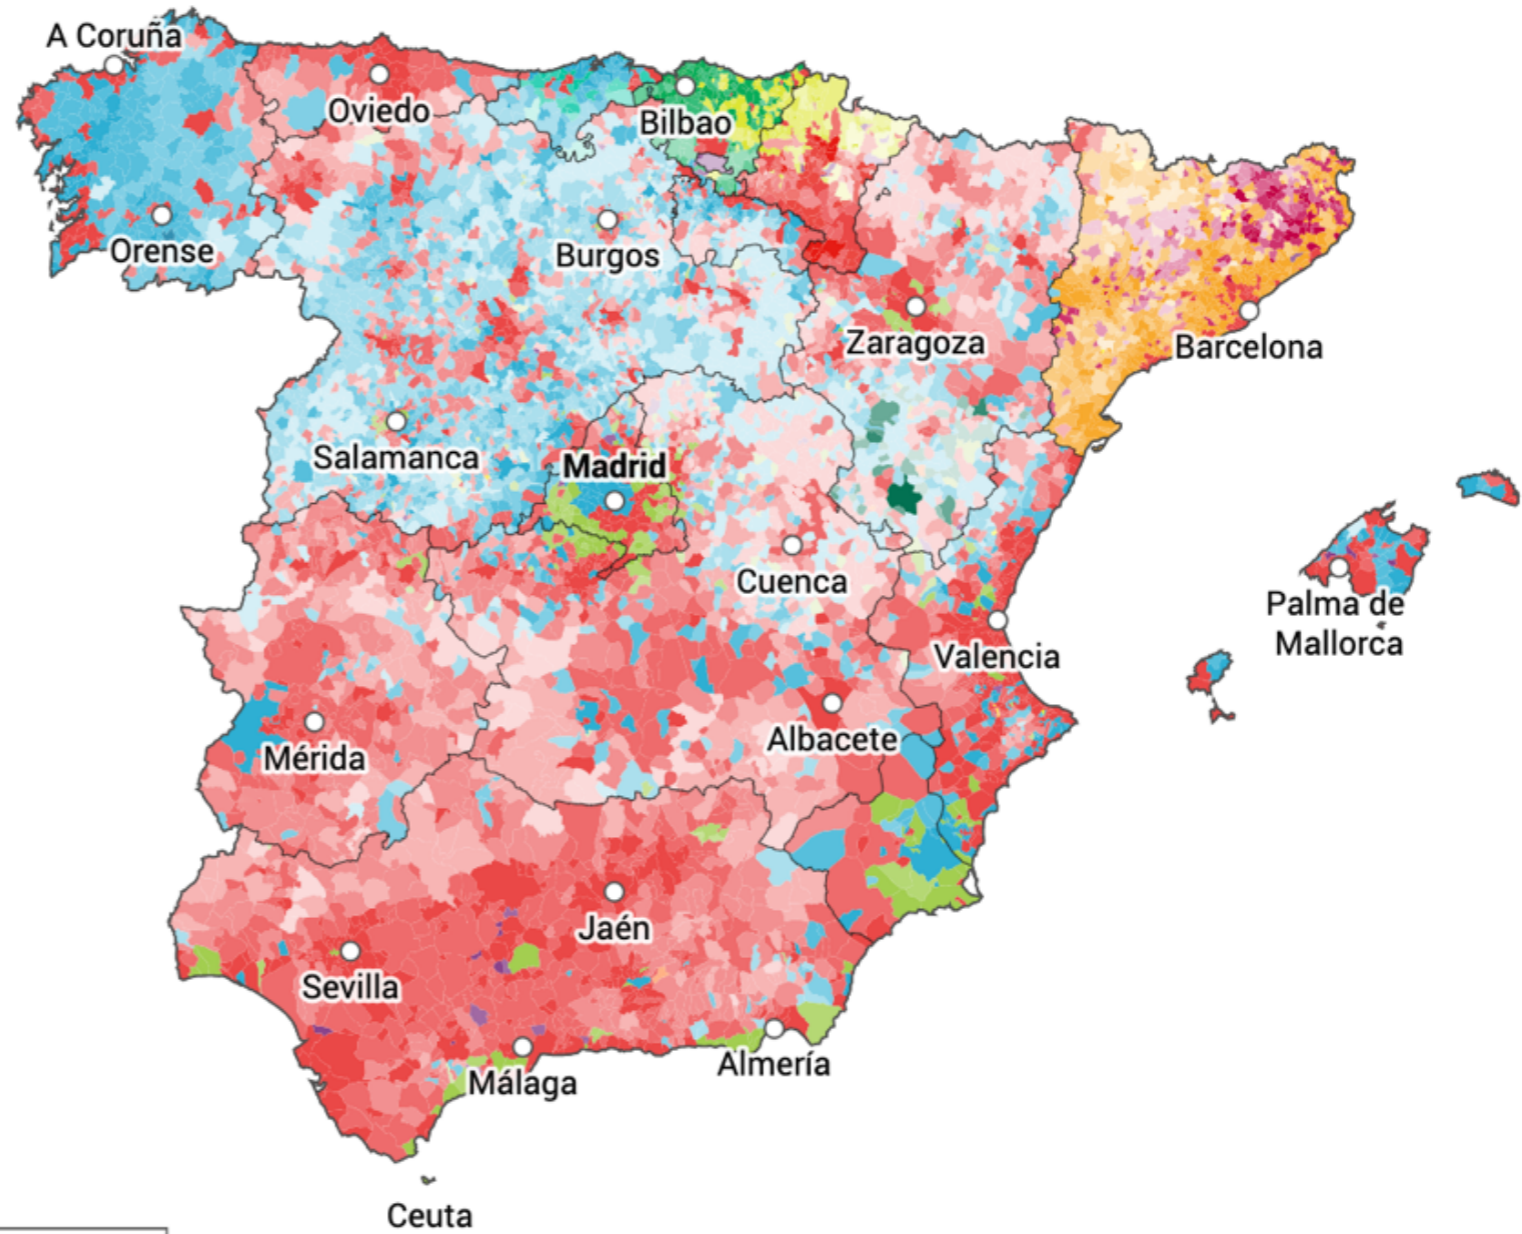 A Coruña
Oviedo
Bilbao
Orense
Burgos
Zaragoza
Barcelona
Salamanca
Madrid
Cuenca
Palma de
Mallorca
Valencia
Albacete
Mérida
Jaén
Sevilla
Almería
Málaga
Ceuta